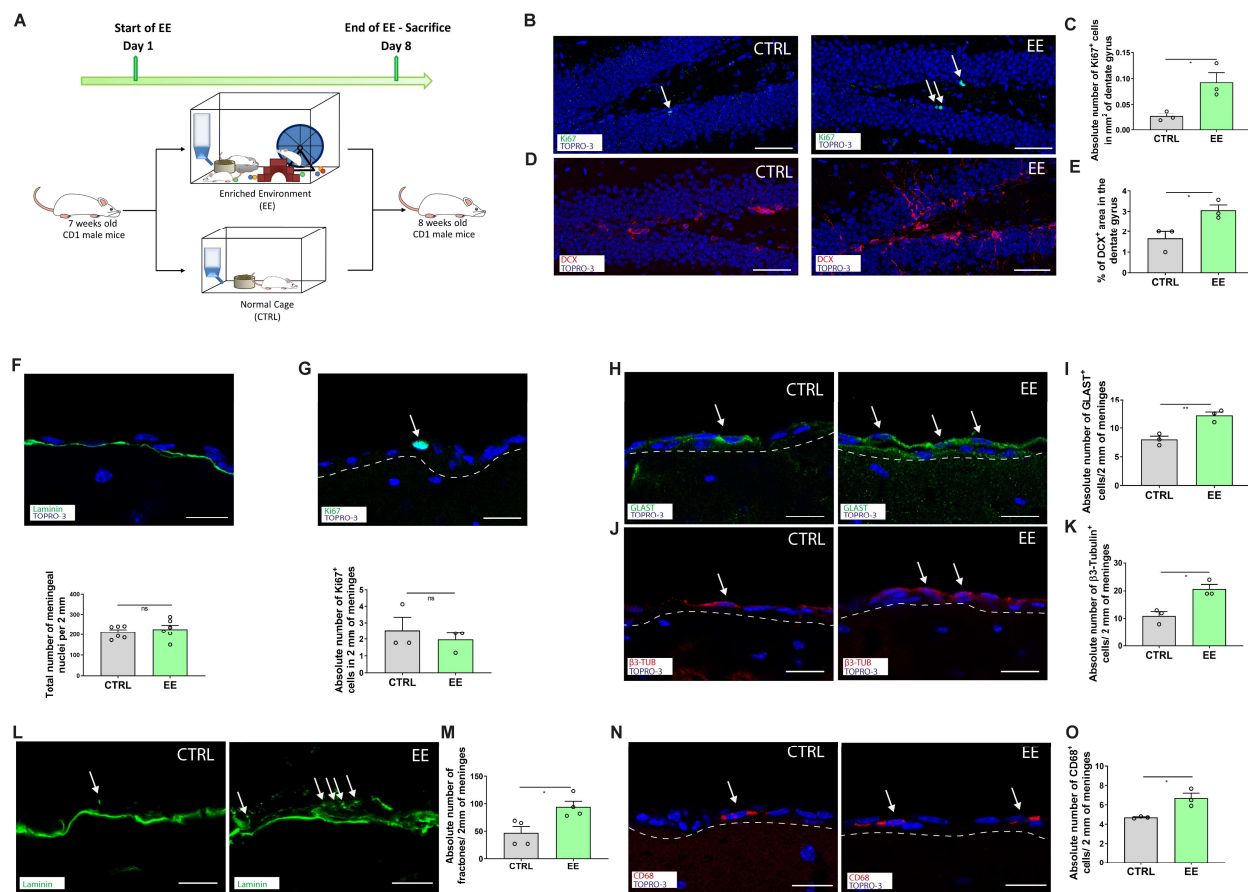 A
Start of EE
Day 1
End of EE - Sacrifice
Day 8
7 weeks old
CD1 male mice
Enriched Environment
(EE)
Normal Cage
(CTRL)
8 weeks old
CD1 male mice
B
CTRL
Ki67
TOPRO-3
EE
Ki67
TOPRO-3
C
Absolute number of Ki67⁺ cells
in mm² of dentate gyrus
0.15
0.10
0.05
0.00
*
CTRL
EE
D
CTRL
DCX
TOPRO-3
EE
DCX
TOPRO-3
E
% of DCX⁺ area in the
dentate gyrus
4
3
2
1
0
*
CTRL
EE
F
Laminin
TOPRO-3
Total number of meningeal
nuclei per 2 mm
400
300
200
100
0
ns
CTRL
EE
G
Ki67
TOPRO-3
Absolute number of Ki67⁺
cells in 2 mm of meninges
6
5
4
3
2
1
0
ns
CTRL
EE
H
CTRL
GLAST
TOPRO-3
EE
GLAST
TOPRO-3
I
Absolute number of GLAST⁺
cells/2 mm of meninges
15
10
5
0
**
CTRL
EE
J
CTRL
β3-TUB
TOPRO-3
EE
β3-TUB
TOPRO-3
K
Absolute number of β3-Tubulin⁺
cells/ 2 mm of meninges
30
20
10
0
*
CTRL
EE
L
CTRL
Laminin
EE
Laminin
M
Absolute number of
fractones/ 2mm of meninges
150
100
50
0
*
CTRL
EE
N
CTRL
CD68
TOPRO-3
EE
CD68
TOPRO-3
O
Absolute number of CD68⁺
cells/ 2 mm of meninges
10
8
6
4
2
0
*
CTRL
EE